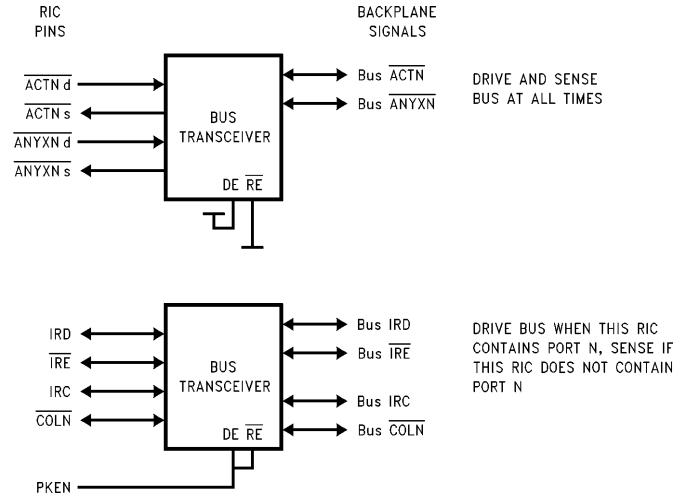 RIC
PINS
BACKPLANE
SIGNALS
ACTN d
ACTN s
ANYXN d
ANYXN s
BUS
TRANSCEIVER
DE RE
Bus ACTN
Bus ANYXN
DRIVE AND SENSE
BUS AT ALL TIMES
IRD
IRE
IRC
COLN
PKEN
BUS
TRANSCEIVER
DE RE
Bus IRD
Bus IRE
Bus IRC
Bus COLN
DRIVE BUS WHEN THIS RIC
CONTAINS PORT N, SENSE IF
THIS RIC DOES NOT CONTAIN
PORT N